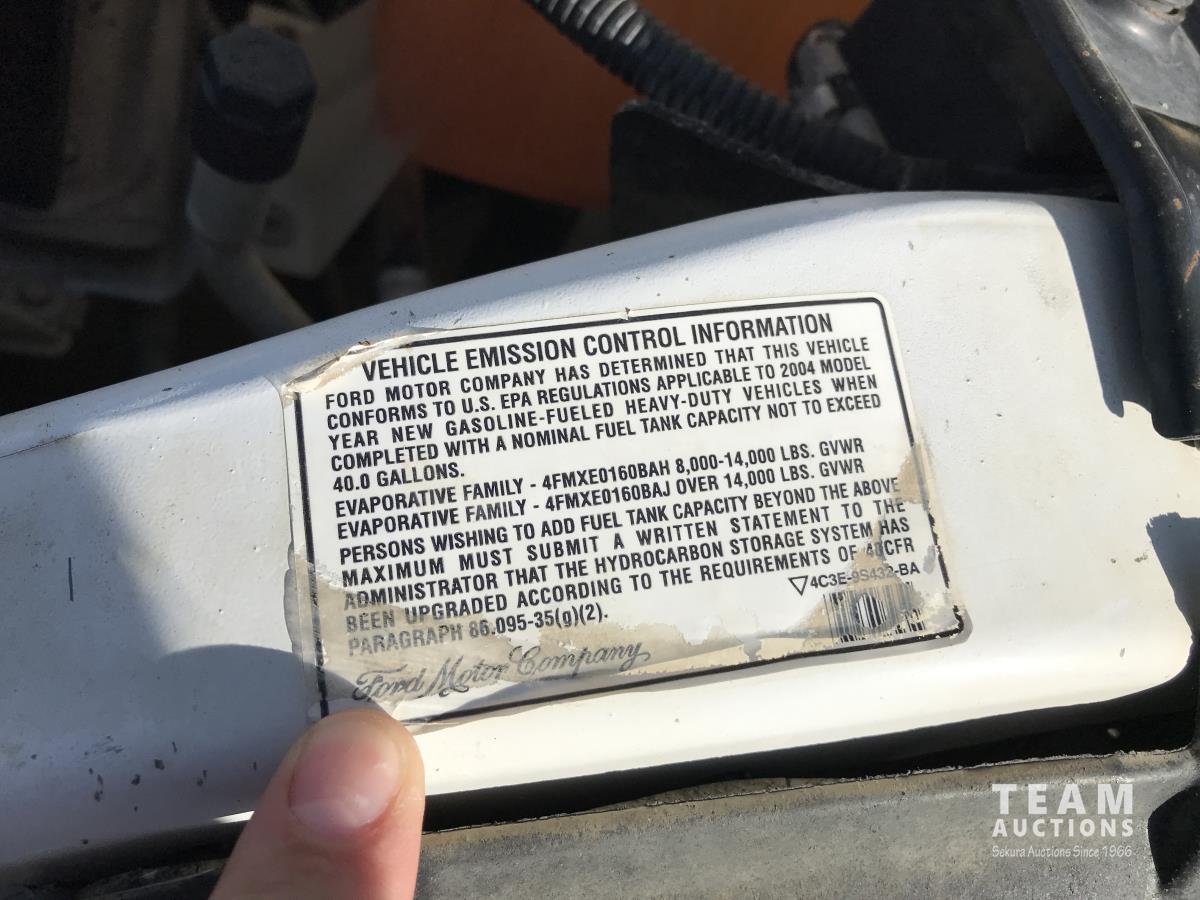 VEHICLE EMISSION CONTROL INFORMATION
FORD MOTOR COMPANY HAS DETERMINED THAT THIS VEHICLE
CONFORMS TO U.S. EPA REGULATIONS APPLICABLE TO 2004 MODEL
YEAR NEW GASOLINE-FUELED HEAVY-DUTY VEHICLES WHEN
COMPLETED WITH A NOMINAL FUEL TANK CAPACITY NOT TO EXCEED
40.0 GALLONS.
EVAPORATIVE FAMILY - 4FMXE0160BAH 8,000-14,000 LBS. GVWR
EVAPORATIVE FAMILY - 4FMXE0160BAJ OVER 14,000 LBS. GVWR
PERSONS WISHING TO ADD FUEL TANK CAPACITY BEYOND THE ABOVE
MAXIMUM MUST SUBMIT A WRITTEN STATEMENT TO THE
ADMINISTRATOR THAT THE HYDROCARBON STORAGE SYSTEM HAS
BEEN UPGRADED ACCORDING TO THE REQUIREMENTS OF 40CFR
PARAGRAPH 86.095-35(g)(2).
▽4C3E-9S432-BA
Ford Motor Company
TEAM
AUCTIONS
Sekura Auctions Since 1966